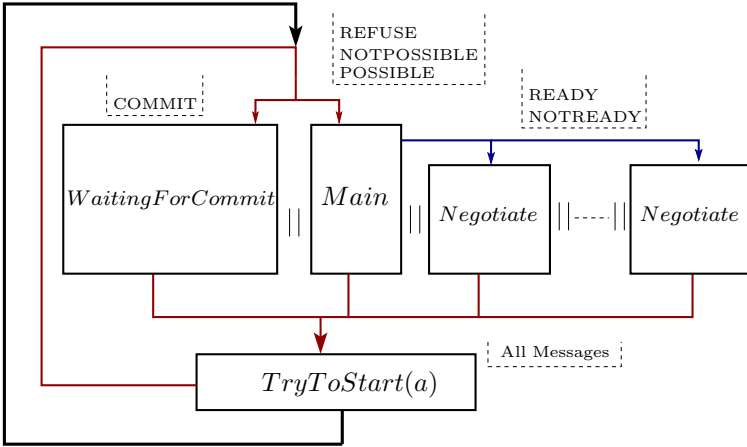 REFUSE
NOTPOSSIBLE
POSSIBLE
COMMIT
READY
NOTREADY
WaitingForCommit
||
Main
||
Negotiate
||
||
Negotiate
All Messages
TryToStart(a)